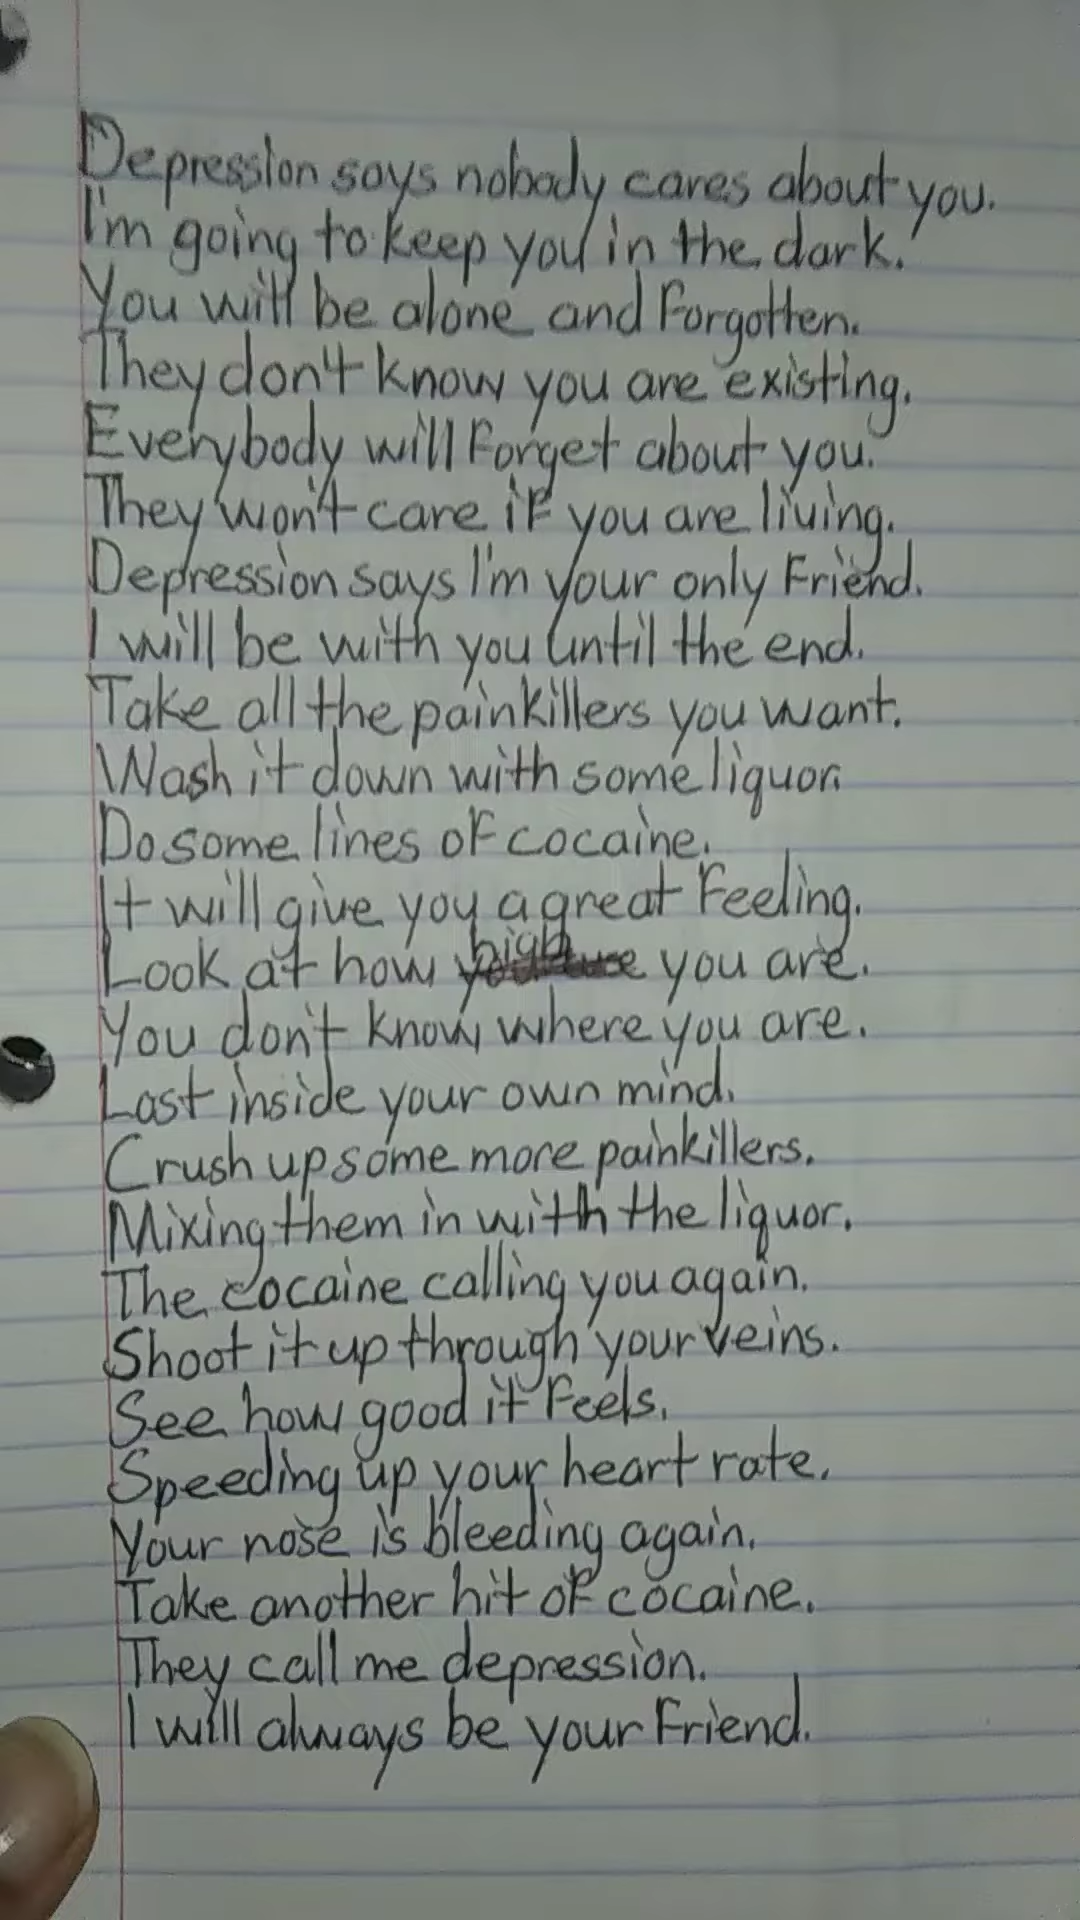 Depression says nobody cares about you.
I'm going to keep you in the dark.
You will be alone and forgotten.
They don't know you are existing.
Everybody will forget about you.
They won't care if you are living.
Depression says I'm your only friend.
I will be with you until the end.
Take all the painkillers you want.
Wash it down with some liquor.
Do some lines of cocaine.
It will give you a great feeling.
Look at how high you are.
You don't know where you are.
Lost inside your own mind.
Crush up some more painkillers.
Mixing them in with the liquor.
The cocaine calling you again.
Shoot it up through your veins.
See how good it feels.
Speeding up your heart rate.
Your nose is bleeding again.
Take another hit of cocaine.
They call me depression.
I will always be your friend.